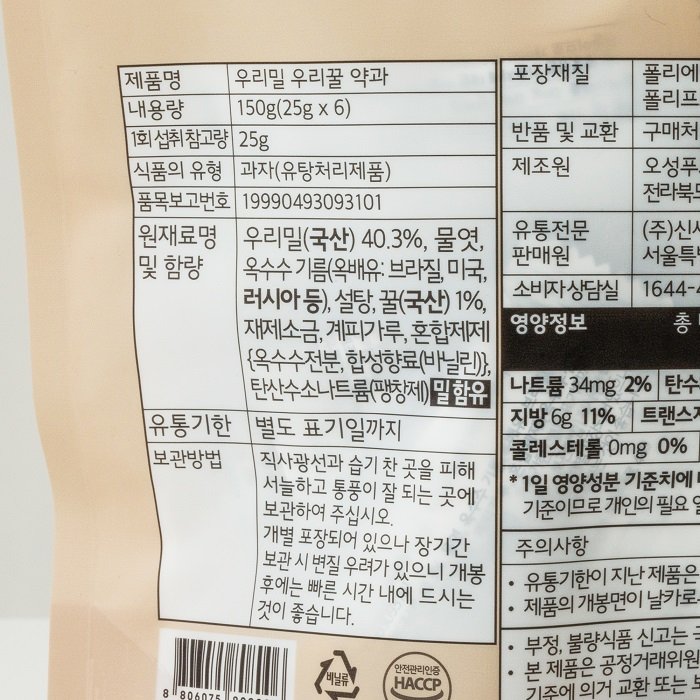 제품명 우리밀 우리꿀 약과
내용량 150g(25g x 6)
1회 섭취참고량 25g
식품의 유형 과자(유탕처리제품)
품목보고번호 19990493093101
원재료명 우리밀(국산) 40.3%, 물엿,
및 함량 옥수수 기름(옥배유: 브라질, 미국,
러시아 등), 설탕, 꿀(국산) 1%,
재제소금, 계피가루, 혼합제제
{옥수수전분, 합성향료(바닐린)},
탄산수소나트륨(팽창제) 밀 함유
유통기한 별도 표기일까지
보관방법 직사광선과 습기 찬 곳을 피해
서늘하고 통풍이 잘 되는 곳에
보관하여 주십시오.
개별 포장되어 있으나 장기간
보관 시 변질 우려가 있으니 개봉
후에는 빠른 시간 내에 드시는
것이 좋습니다.
포장재질 폴리에
폴리프
반품 및 교환 구매처
제조원 오성푸
전라북
유통전문 (주)신세
판매원 서울특
소비자상담실 1644-4
영양정보 총
나트륨 34mg 2% 탄수
지방 6g 11% 트랜스
콜레스테롤 0mg 0%
* 1일 영양성분 기준치에
기준이므로 개인의 필요
주의사항
• 유통기한이 지난 제품은
• 제품의 개봉면이 날카로
• 부정, 불량식품 신고는
• 본 제품은 공정거래위원
기준에 의거 교환 또는
8 806075
비닐류
안전관리인증
HACCP